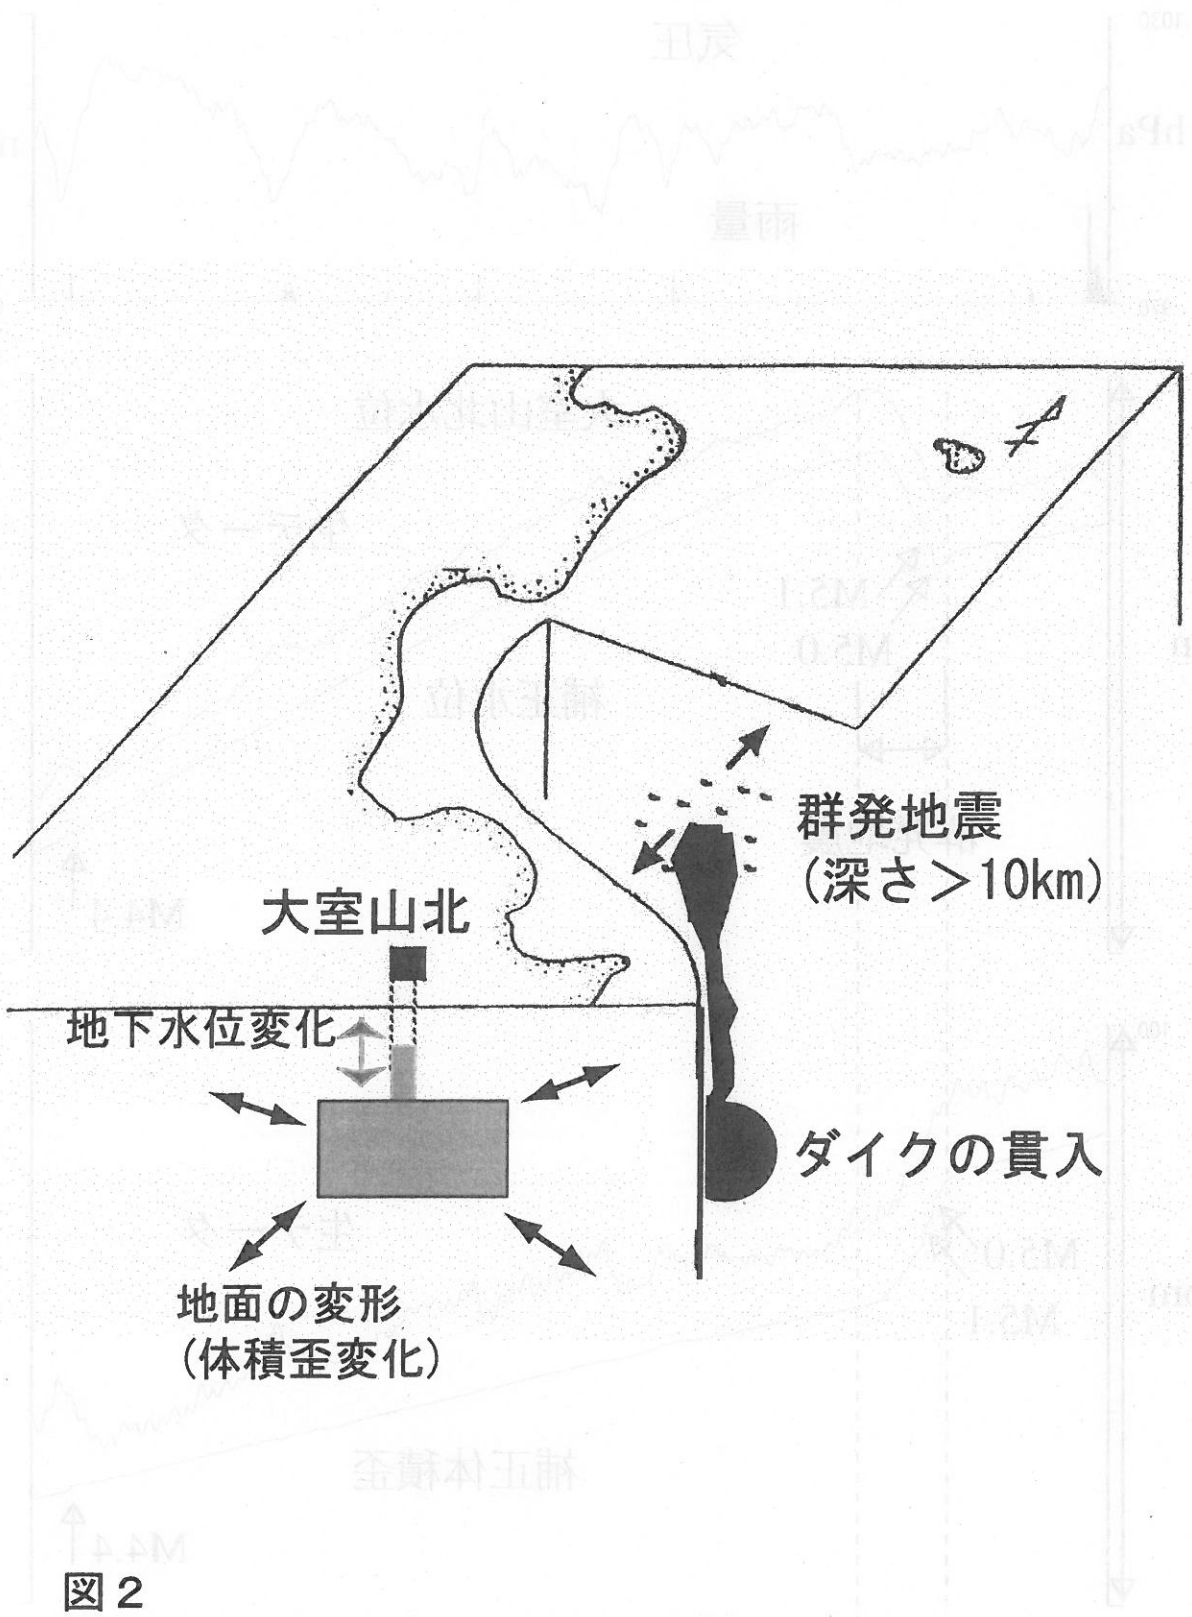 群発地震
(深さ>10km)
大室山北
地下水位変化
ダイクの貫入
地面の変形
(体積歪変化)
図2